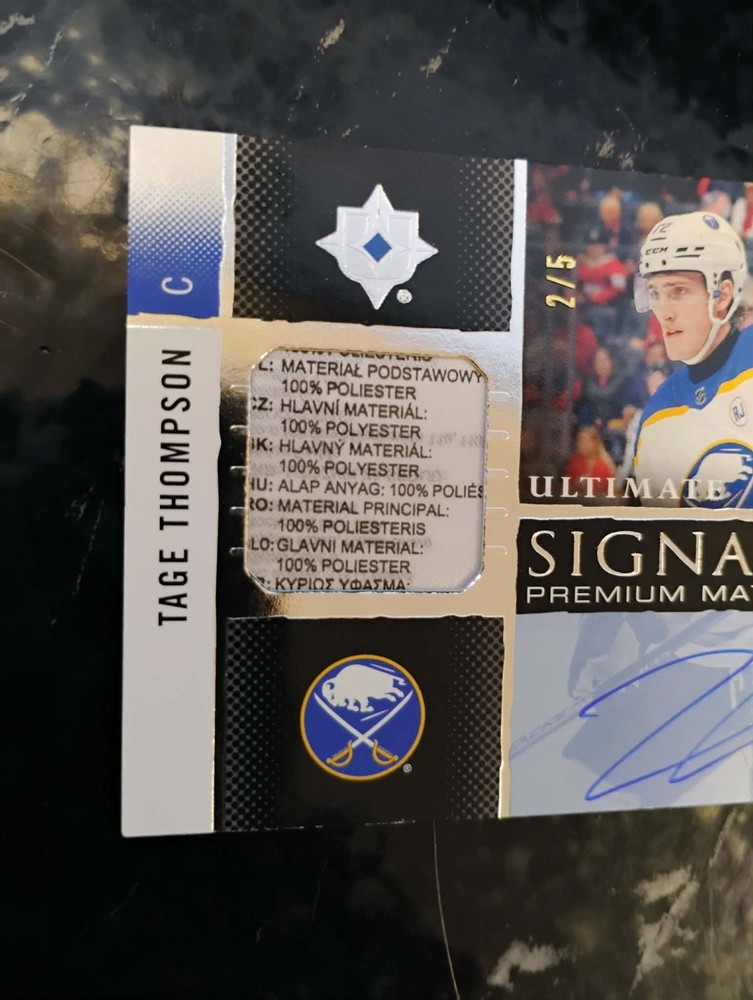 C
TAGE THOMPSON
L: MATERIAŁ PODSTAWOWY
100% POLIESTER
CZ: HLAVNÍ MATERIÁL:
100% POLYESTER
SK: HLAVNÝ MATERIÁL:
100% POLYESTER
HU: ALAP ANYAG: 100% POLIÉS
RO: MATERIAL PRINCIPAL:
100% POLIESTERIS
LO: GLAVNI MATERIAL:
100% POLIESTER
ΚΥΡΙΟΣ ΥΦΑΣΜΑ:
2/5
72
CCM
RJ
ULTIMATE
SIGNA
PREMIUM MA